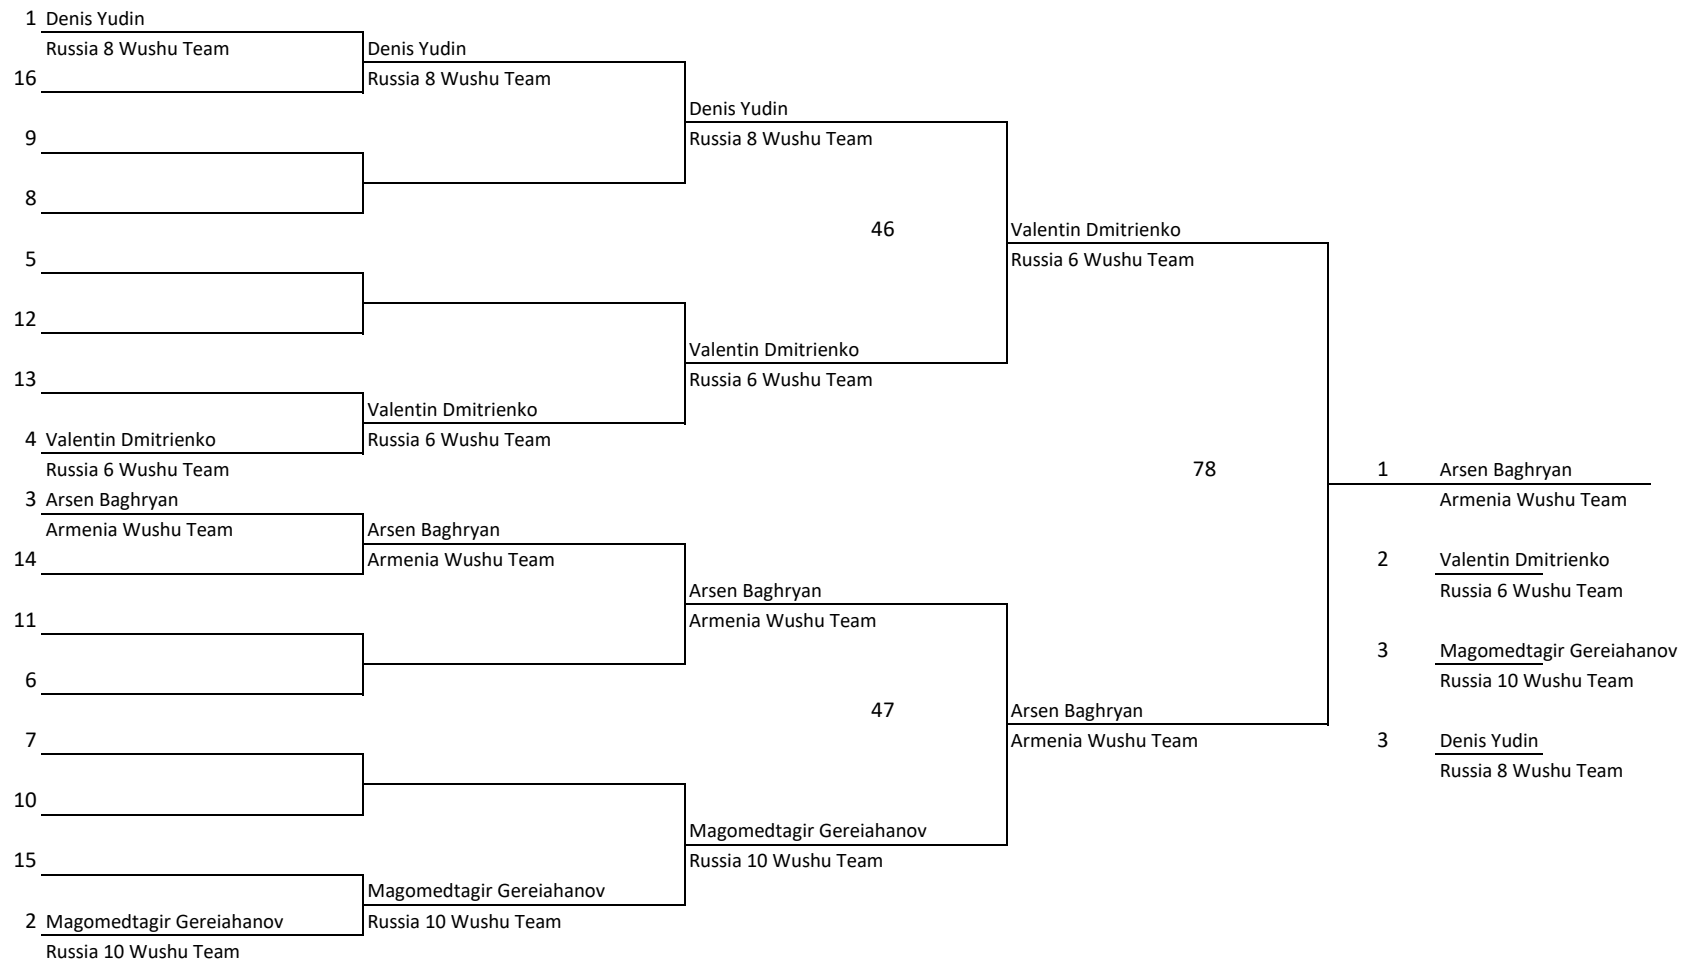 1 Denis Yudin
Russia 8 Wushu Team
Denis Yudin
16
Russia 8 Wushu Team
Denis Yudin
9
Russia 8 Wushu Team
8
46
Valentin Dmitrienko
5
Russia 6 Wushu Team
12
Valentin Dmitrienko
13
Russia 6 Wushu Team
Valentin Dmitrienko
4 Valentin Dmitrienko
Russia 6 Wushu Team
Russia 6 Wushu Team
78
1 Arsen Baghryan
3 Arsen Baghryan
Armenia Wushu Team
Armenia Wushu Team
Arsen Baghryan
14
Armenia Wushu Team
2 Valentin Dmitrienko
Arsen Baghryan
Russia 6 Wushu Team
11
Armenia Wushu Team
3 Magomedtagir Gereiahanov
6
Russia 10 Wushu Team
47
Arsen Baghryan
7
Armenia Wushu Team
3 Denis Yudin
Russia 8 Wushu Team
10
Magomedtagir Gereiahanov
15
Russia 10 Wushu Team
Magomedtagir Gereiahanov
2 Magomedtagir Gereiahanov
Russia 10 Wushu Team
Russia 10 Wushu Team